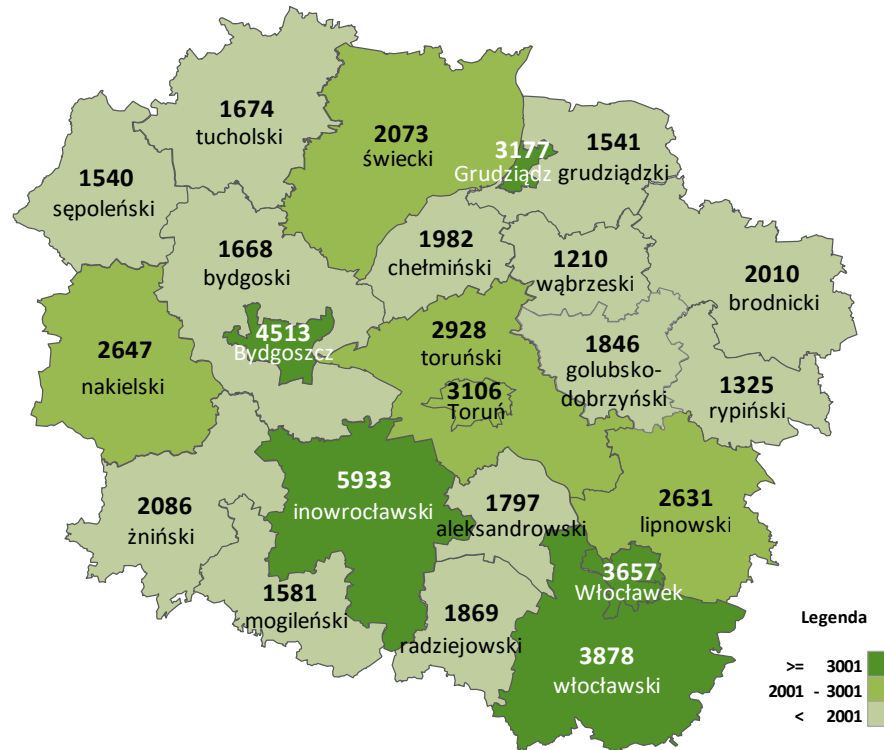 1674
tucholski
2073
świecki
3177
Grudziądz
1541
grudziądzki
1540
sępoleński
1668
bydgoski
1982
chełmiński
1210
wąbrzeski
2010
brodnicki
4513
Bydgoszcz
2647
nakielski
2928
toruński
3106
Toruń
1846
golubsko-
dobrzyński
1325
rypiński
2086
żniński
5933
inowrocławski
1797
aleksandrowski
2631
lipnowski
1581
mogileński
1869
radziejowski
3657
Włocławek
3878
włocławski
Legenda
>= 3001
2001 - 3001
< 2001